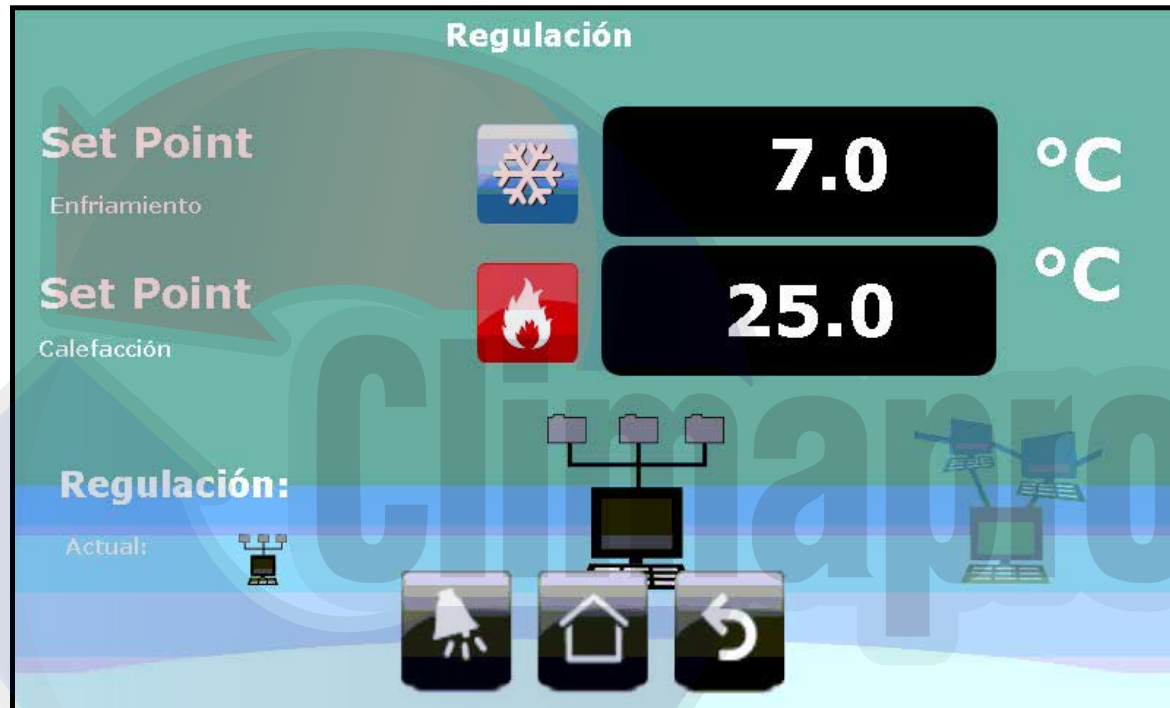 Regulación
Set Point
7.0 °C
Enfriamiento
Set Point
25.0 °C
Calefacción
Climapro
Regulación:
Actual: